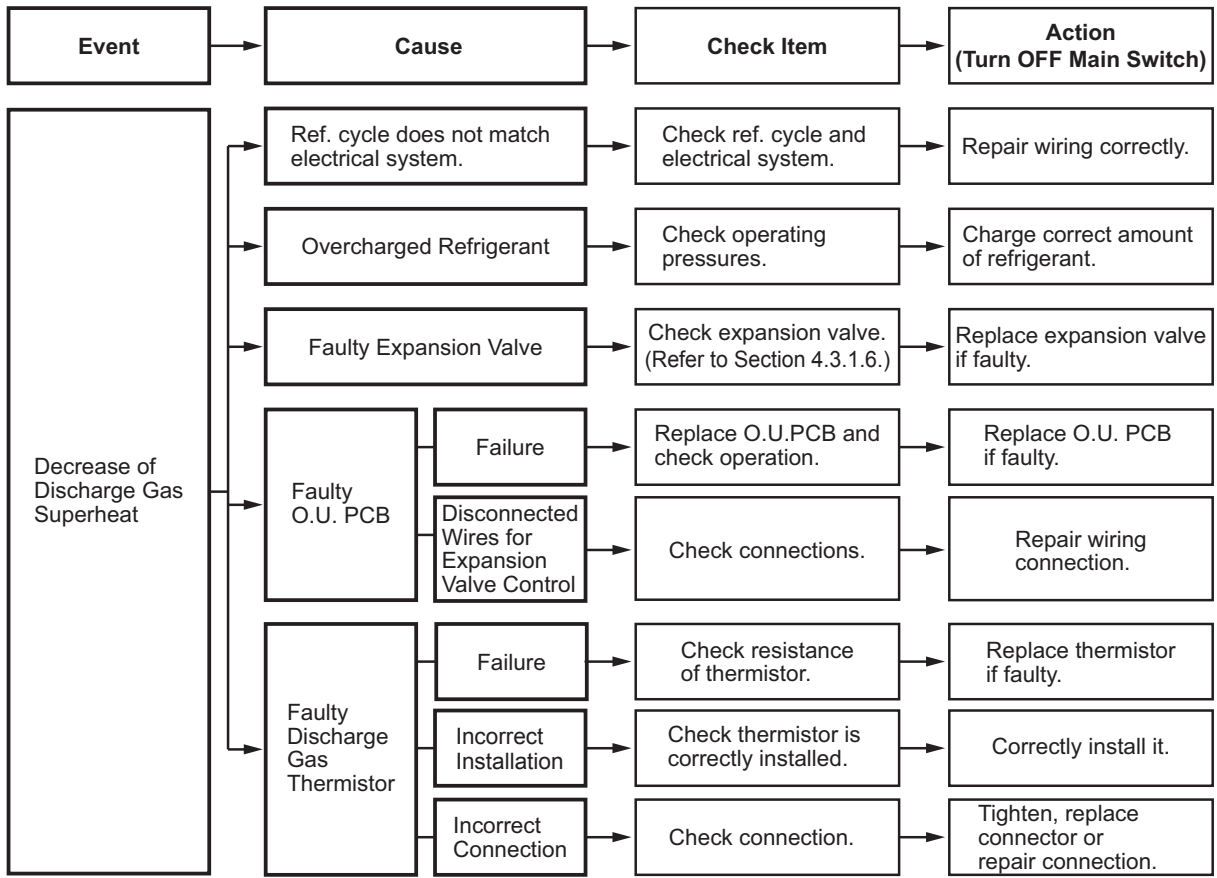 Event
Cause
Check Item
Action
(Turn OFF Main Switch)
Decrease of
Discharge Gas
Superheat
Ref. cycle does not match
electrical system.
Check ref. cycle and
electrical system.
Repair wiring correctly.
Overcharged Refrigerant
Check operating
pressures.
Charge correct amount
of refrigerant.
Faulty Expansion Valve
Check expansion valve.
(Refer to Section 4.3.1.6.)
Replace expansion valve
if faulty.
Faulty
O.U. PCB
Failure
Replace O.U.PCB and
check operation.
Replace O.U. PCB
if faulty.
Disconnected
Wires for
Expansion
Valve Control
Check connections.
Repair wiring
connection.
Faulty
Discharge
Gas
Thermistor
Failure
Check resistance
of thermistor.
Replace thermistor
if faulty.
Incorrect
Installation
Check thermistor is
correctly installed.
Correctly install it.
Incorrect
Connection
Check connection.
Tighten, replace
connector or
repair connection.